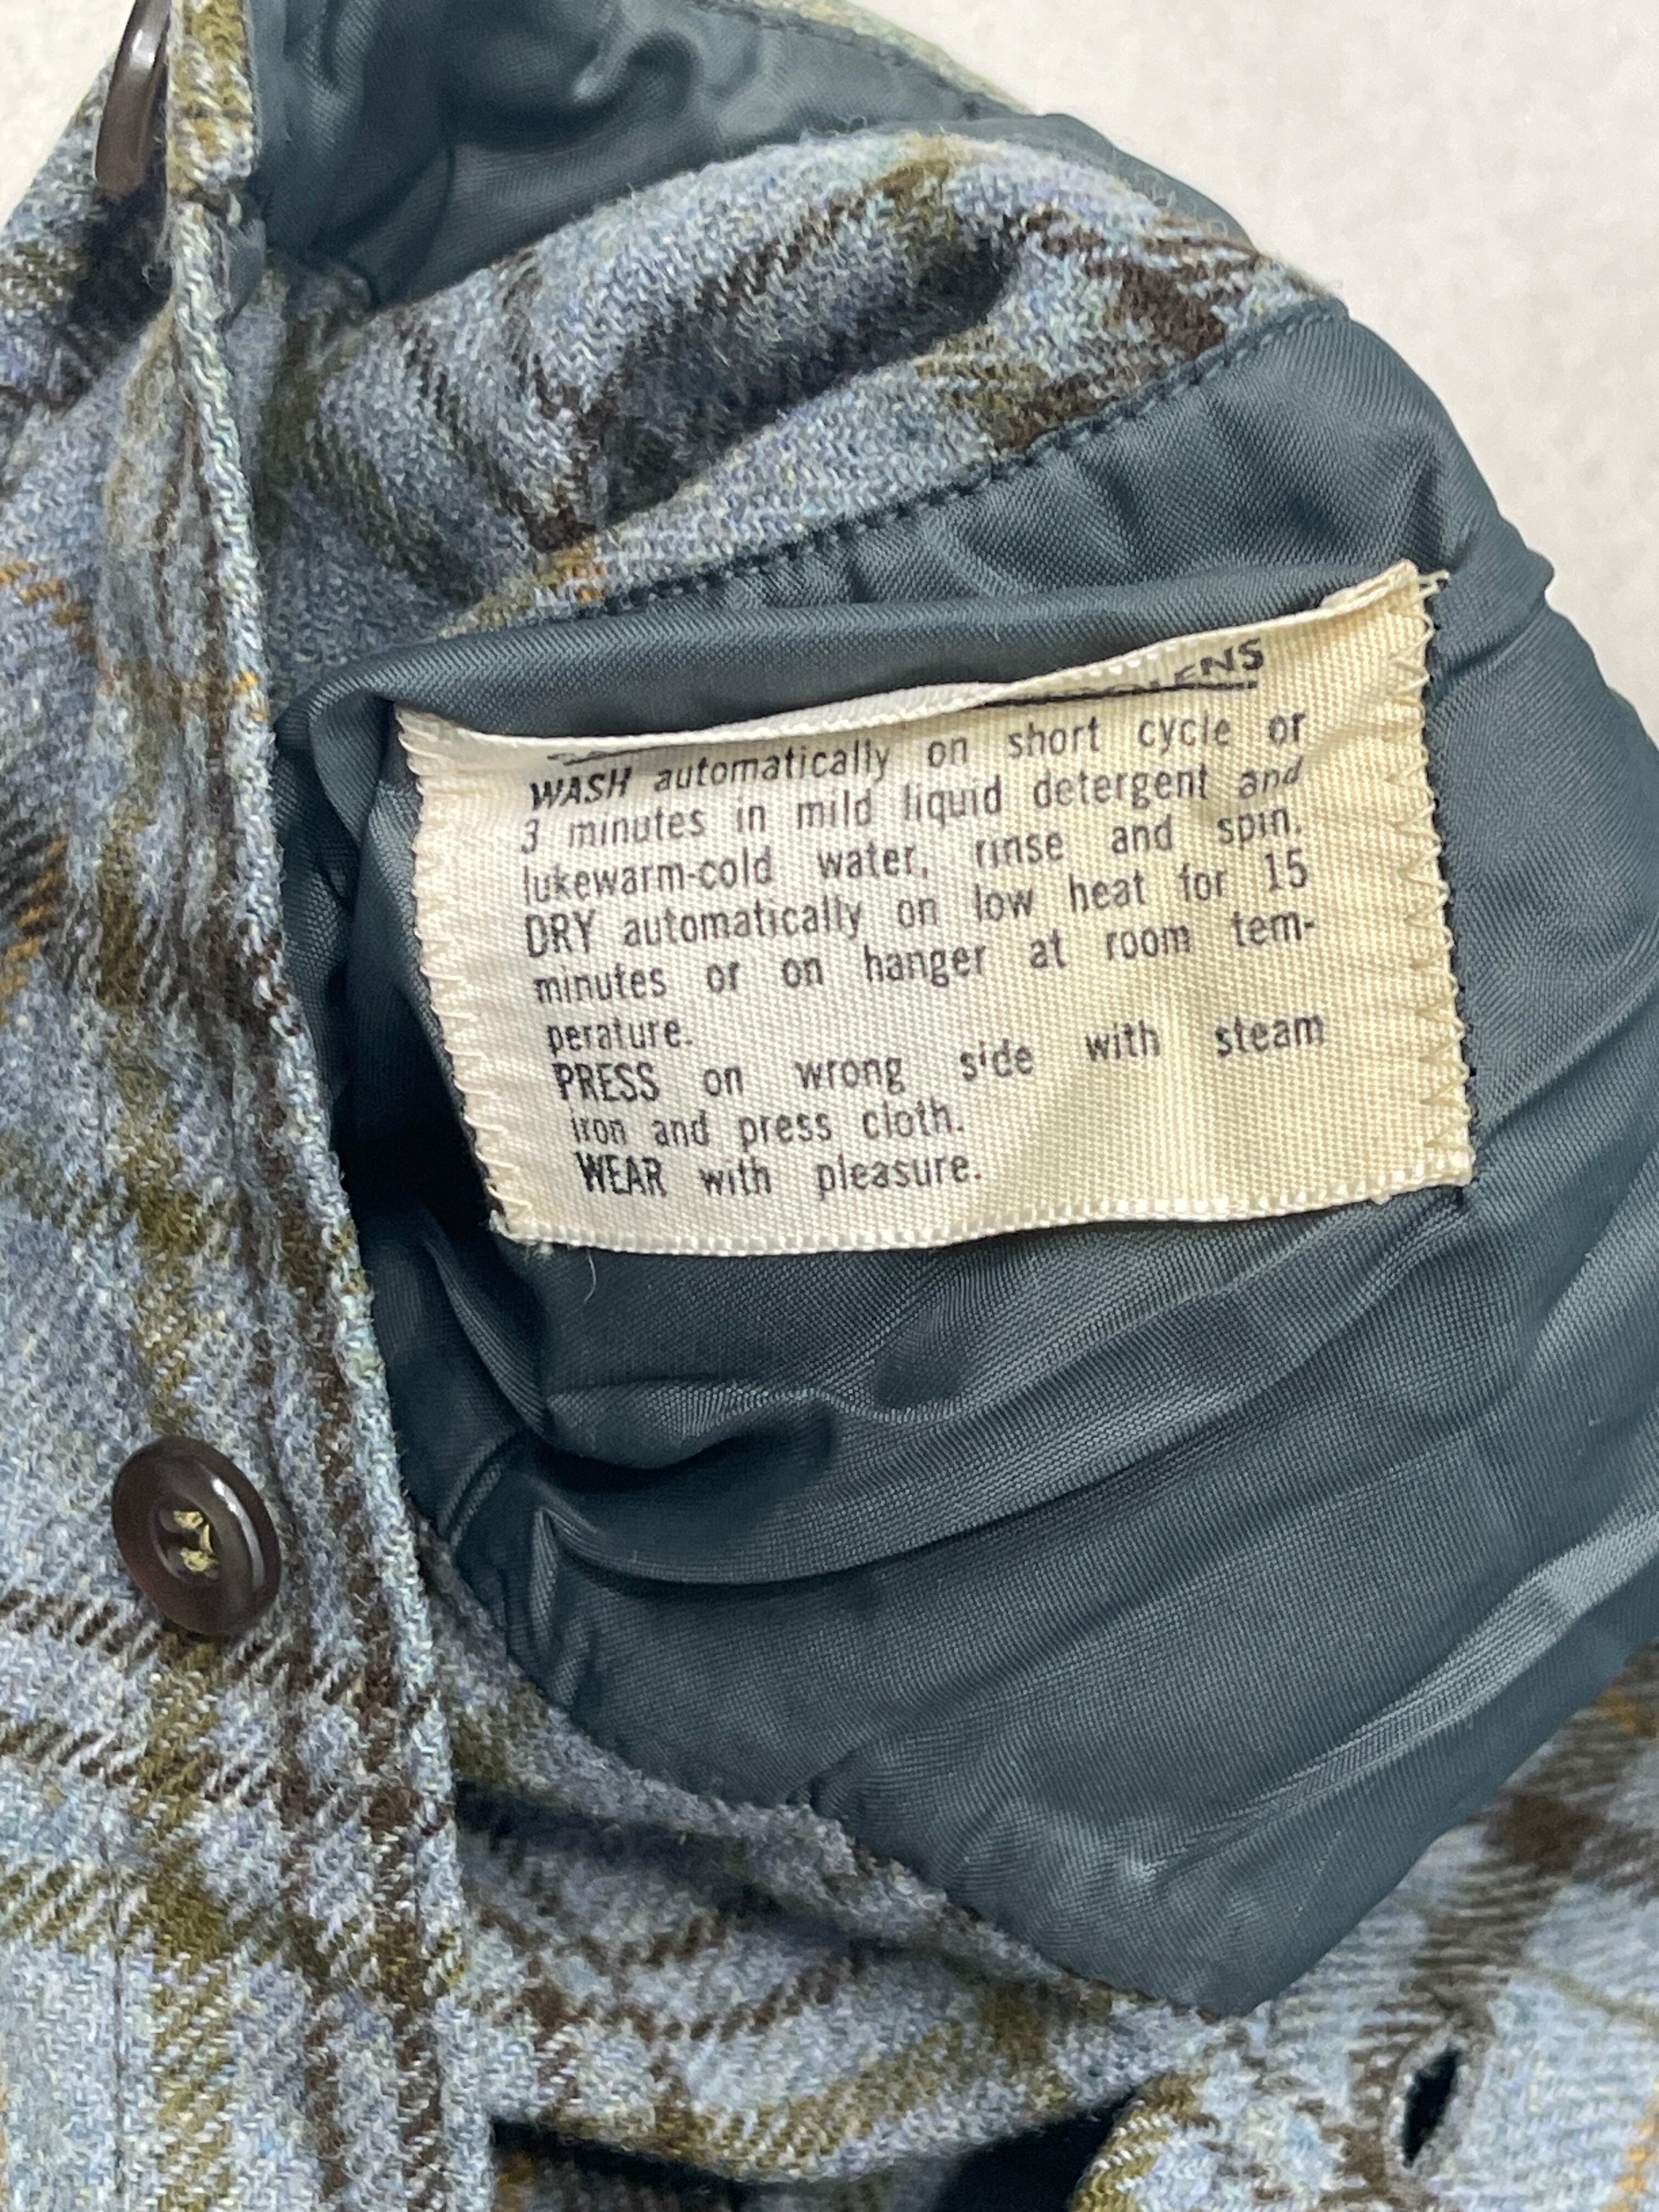 WASH automatically on short cycle or
3 minutes in mild liquid detergent and
lukewarm-cold water, rinse and spin.
DRY automatically on low heat for 15
minutes or on hanger at room tem-
perature.
PRESS on wrong side with steam
iron and press cloth.
WEAR with pleasure.